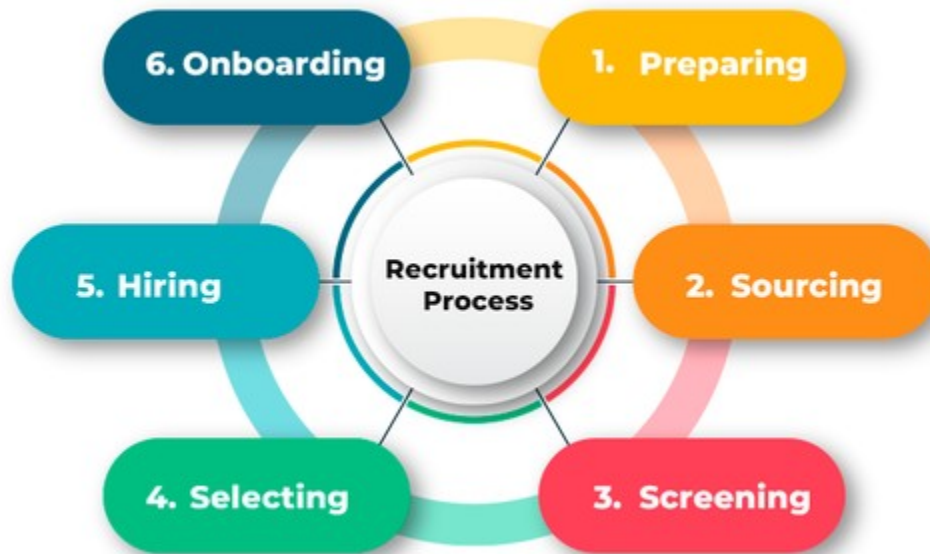 Recruitment
Process
1. Preparing
2. Sourcing
3. Screening
4. Selecting
5. Hiring
6. Onboarding